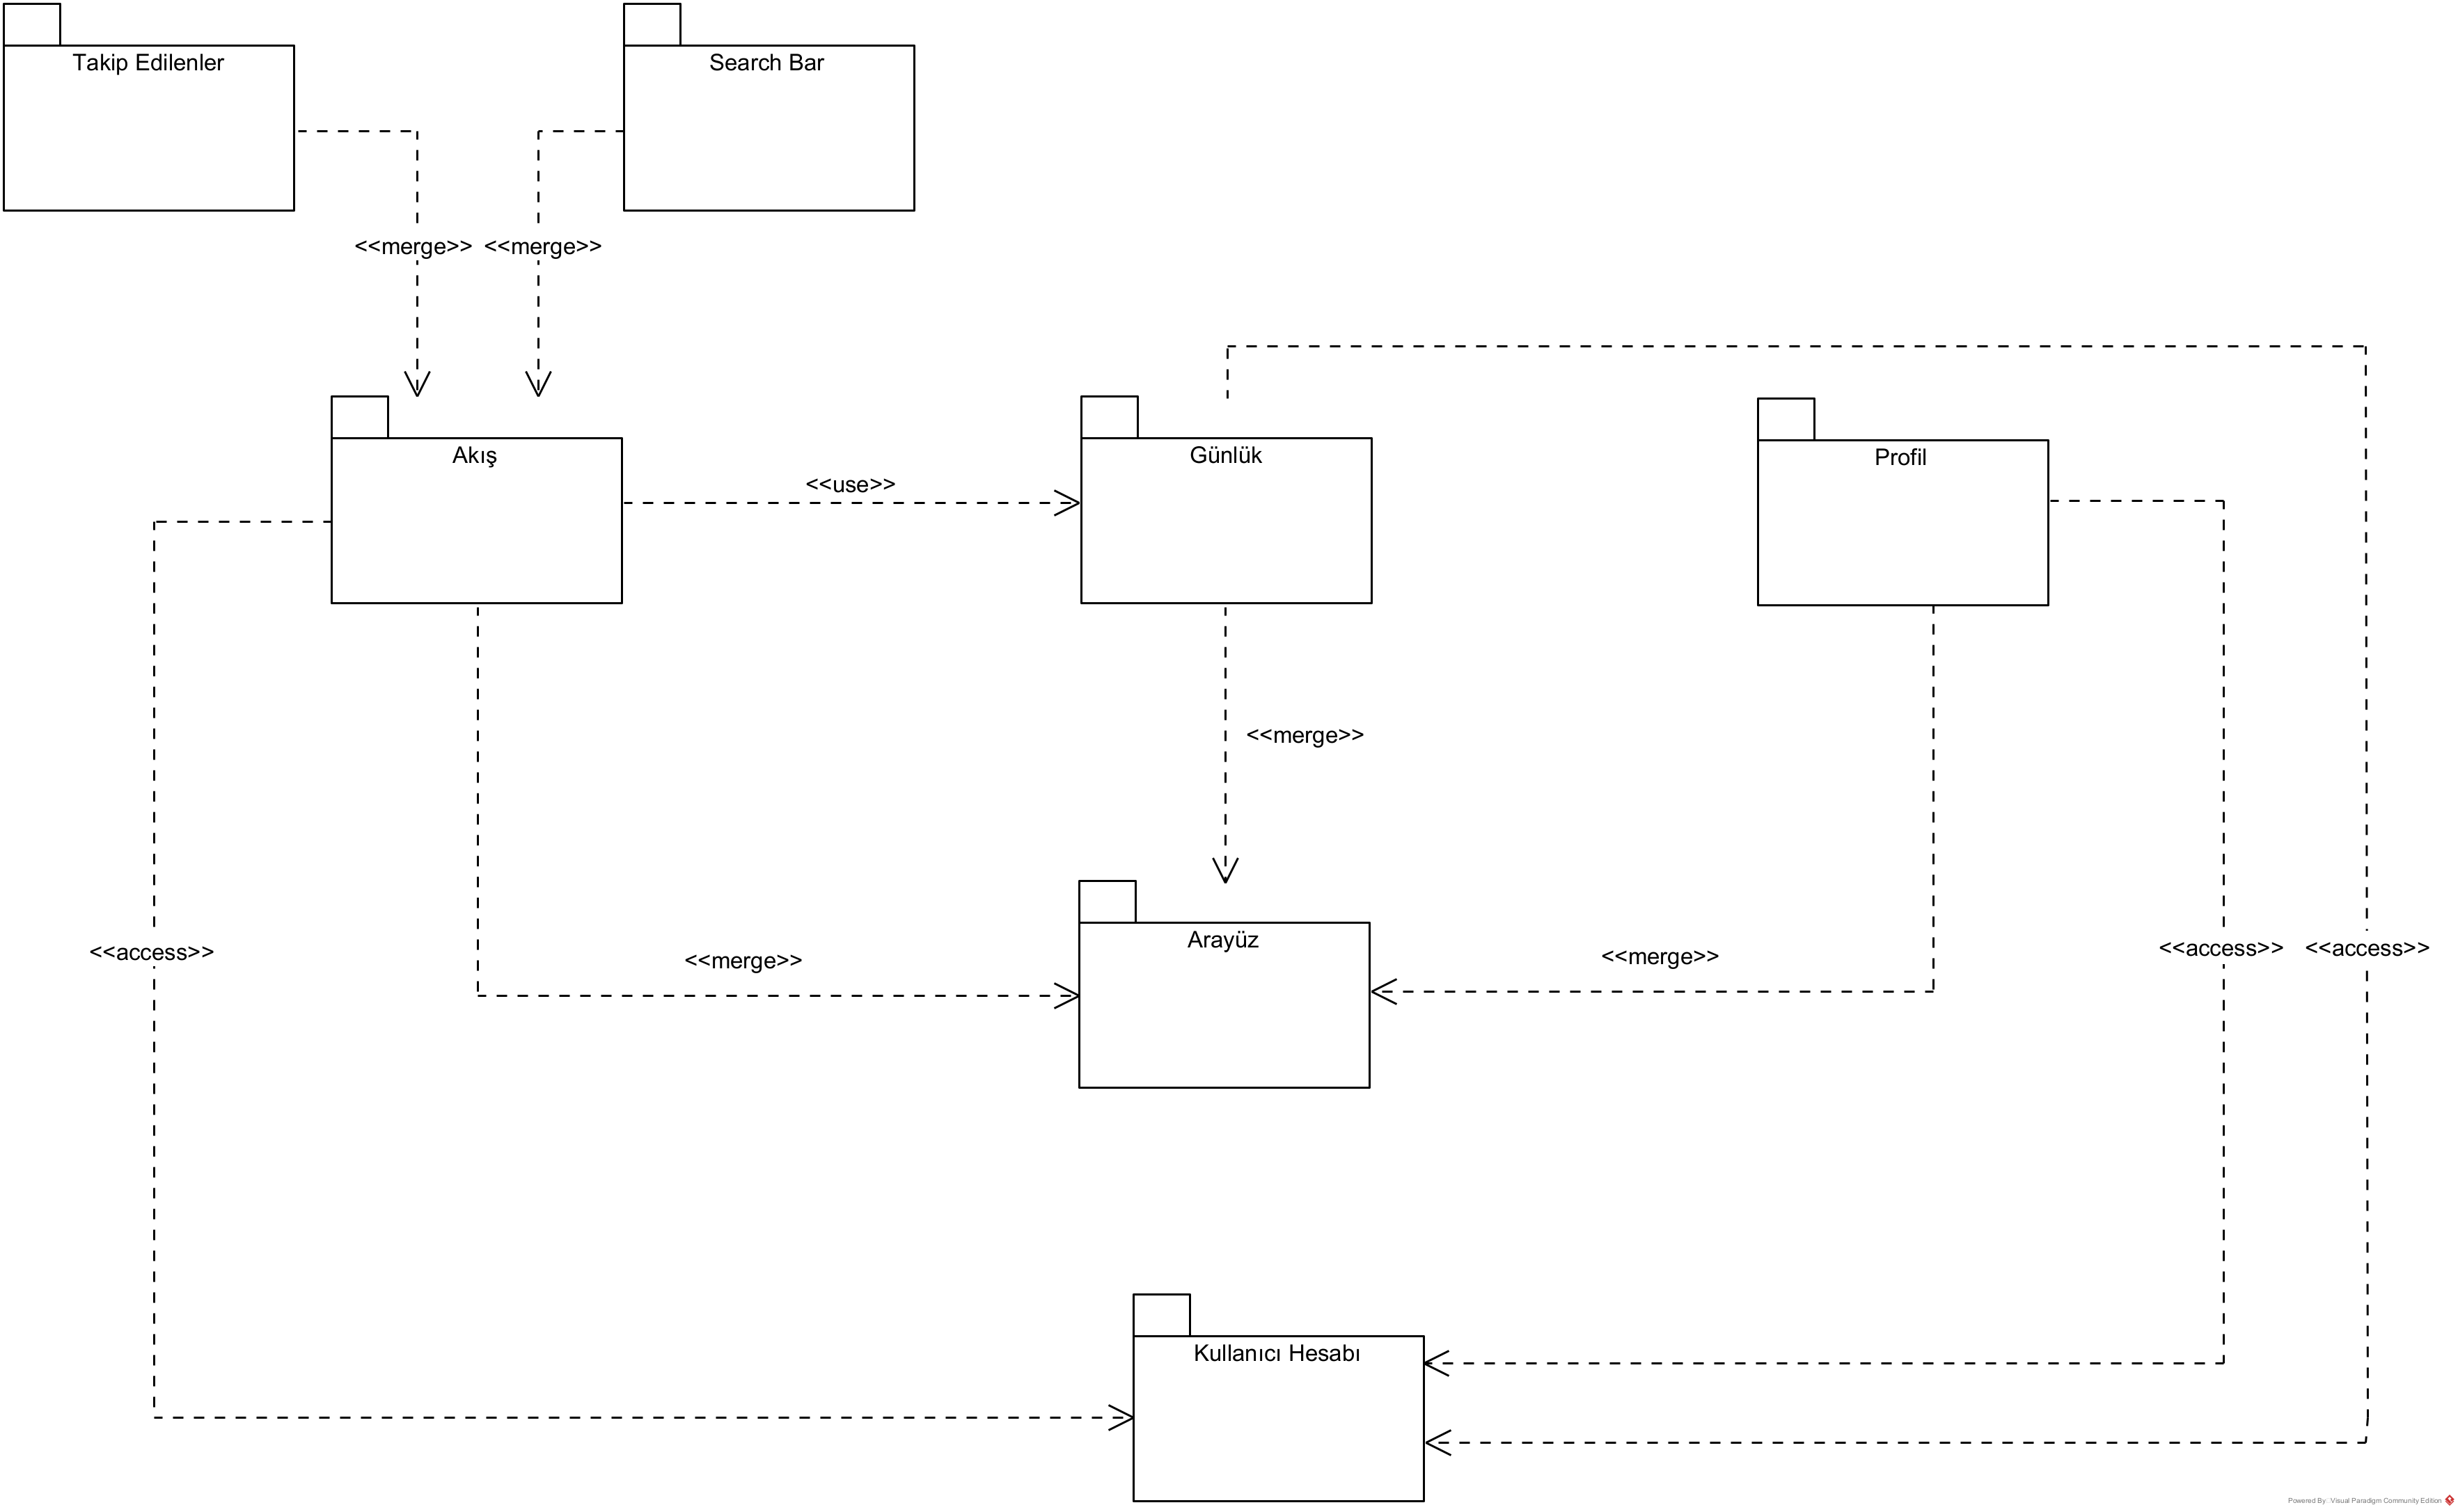 Takip Edilenler
Search Bar
<<merge>>
<<merge>>
Akış
<<use>>
Günlük
Profil
<<merge>>
<<access>>
<<merge>>
Arayüz
<<merge>>
<<access>>
<<access>>
Kullanıcı Hesabı
Powered By: Visual Paradigm Community Edition